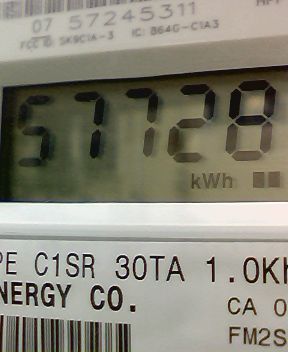 07 57245311
FCC ID: SK9C1A-3 IC: 864G-C1A3
57728
kWh
PE C1SR 30TA 1.0Kh
NERGY CO.
CA 0
FM2S